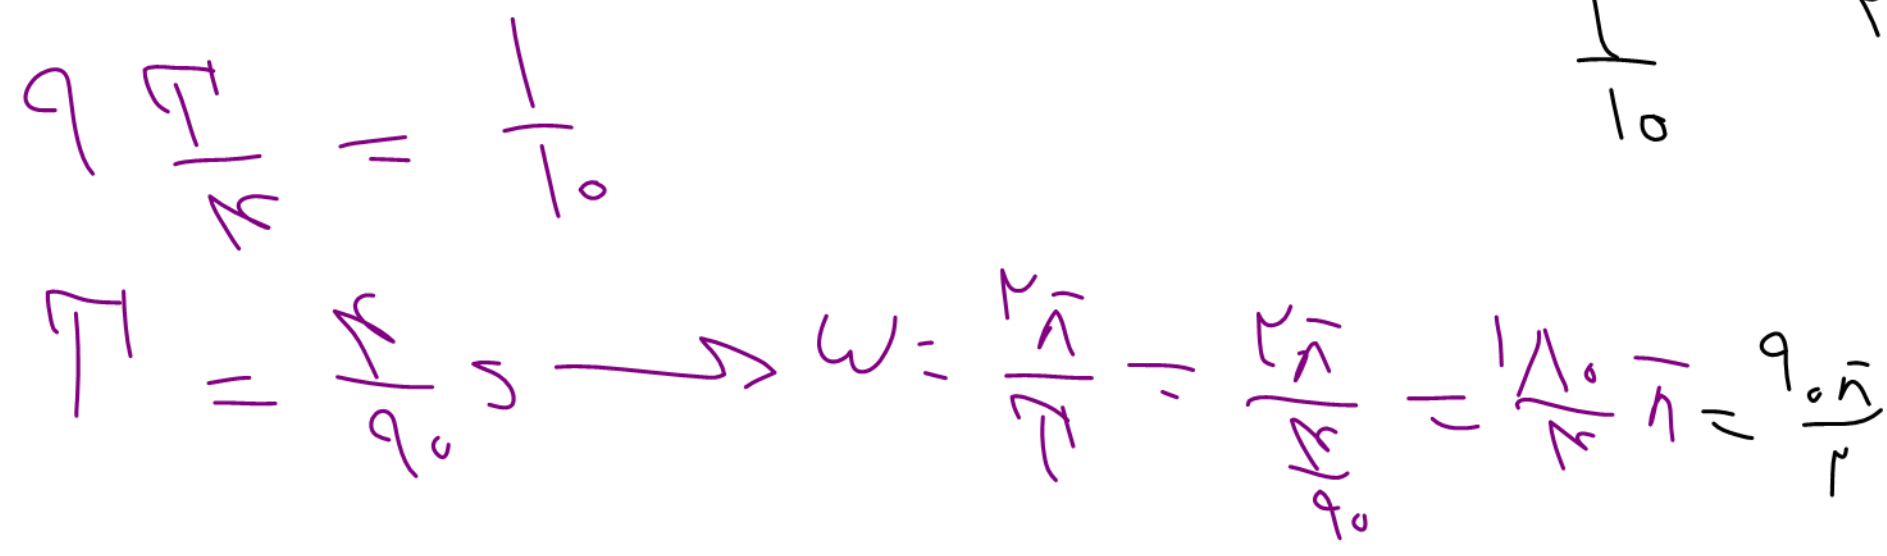 ۹ T/۴ = ۱/۱۰
T = ۴/۹۰ s → ω = ۲π/T = ۲π/(۴/۹۰) = ۱۸۰/۴ π = ۹۰π/۲